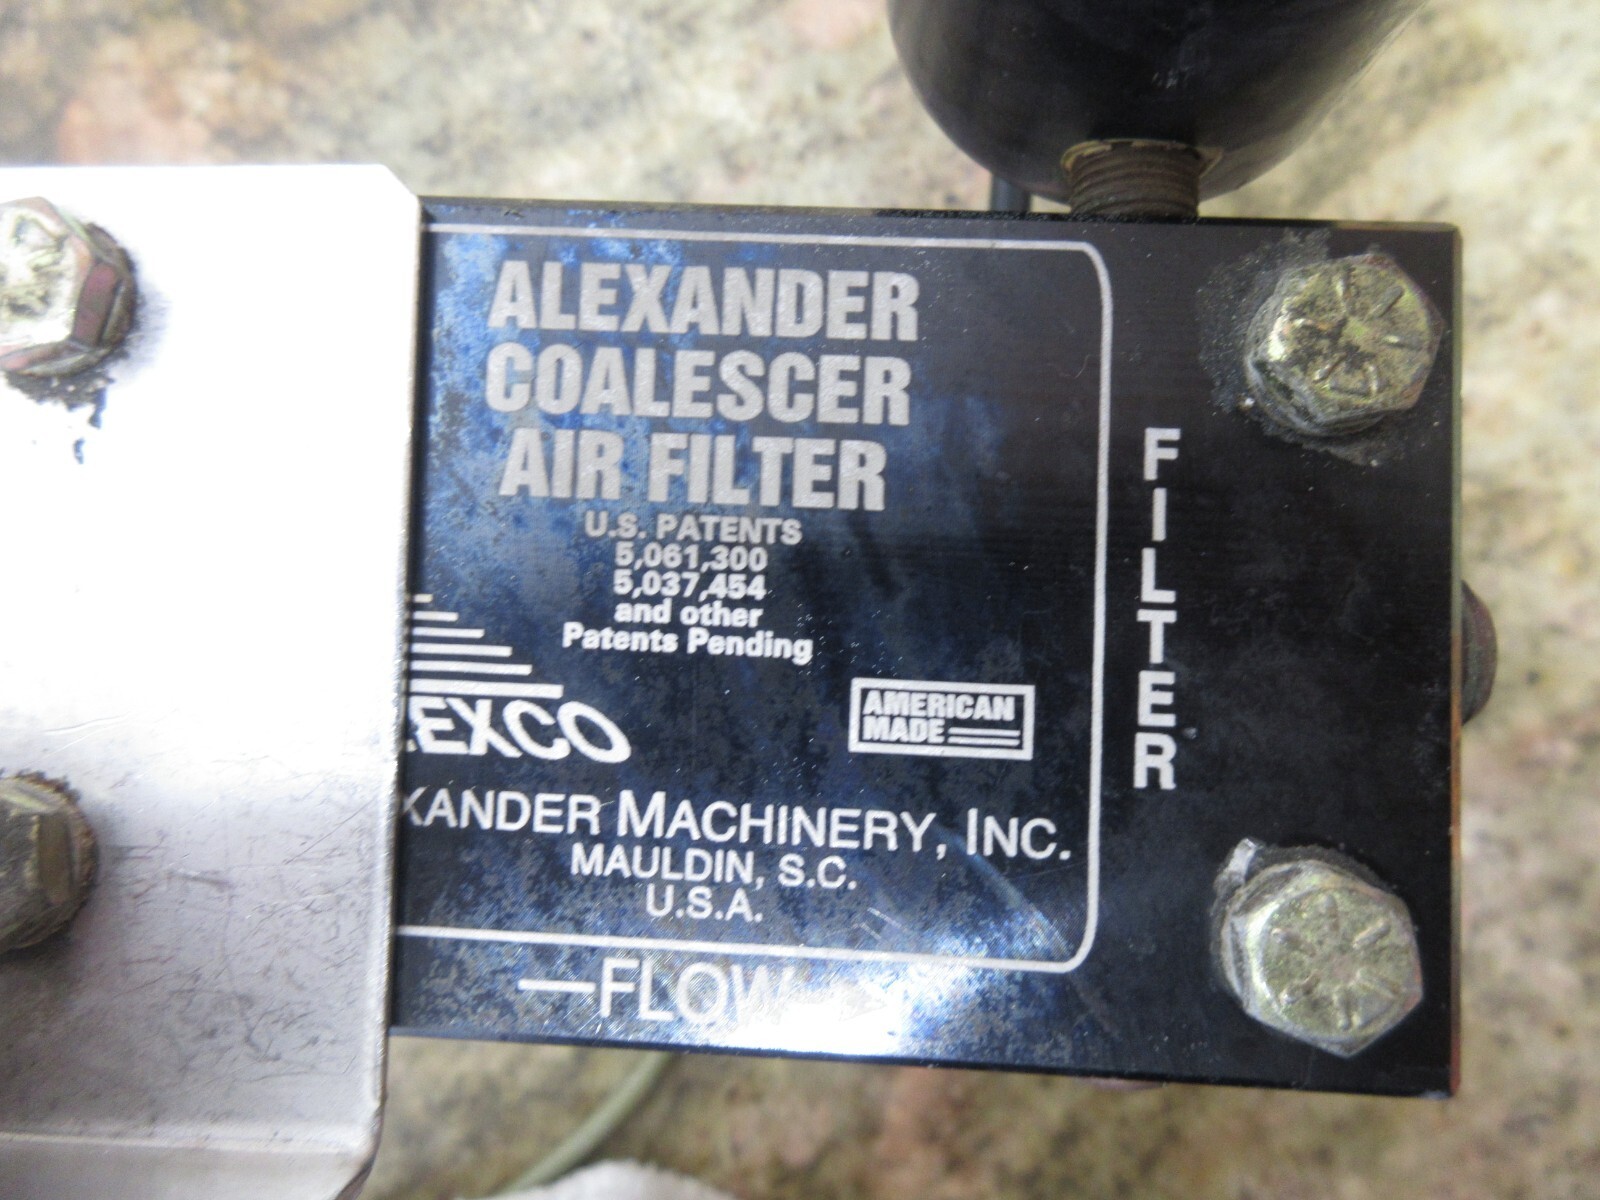 ALEXANDER
COALESCER
AIR FILTER
U.S. PATENTS
5,061,300
5,037,454
and other
Patents Pending
EXCO
AMERICAN
MADE
XANDER MACHINERY, INC.
MAULDIN, S.C.
U.S.A.
FLOW
FILTER